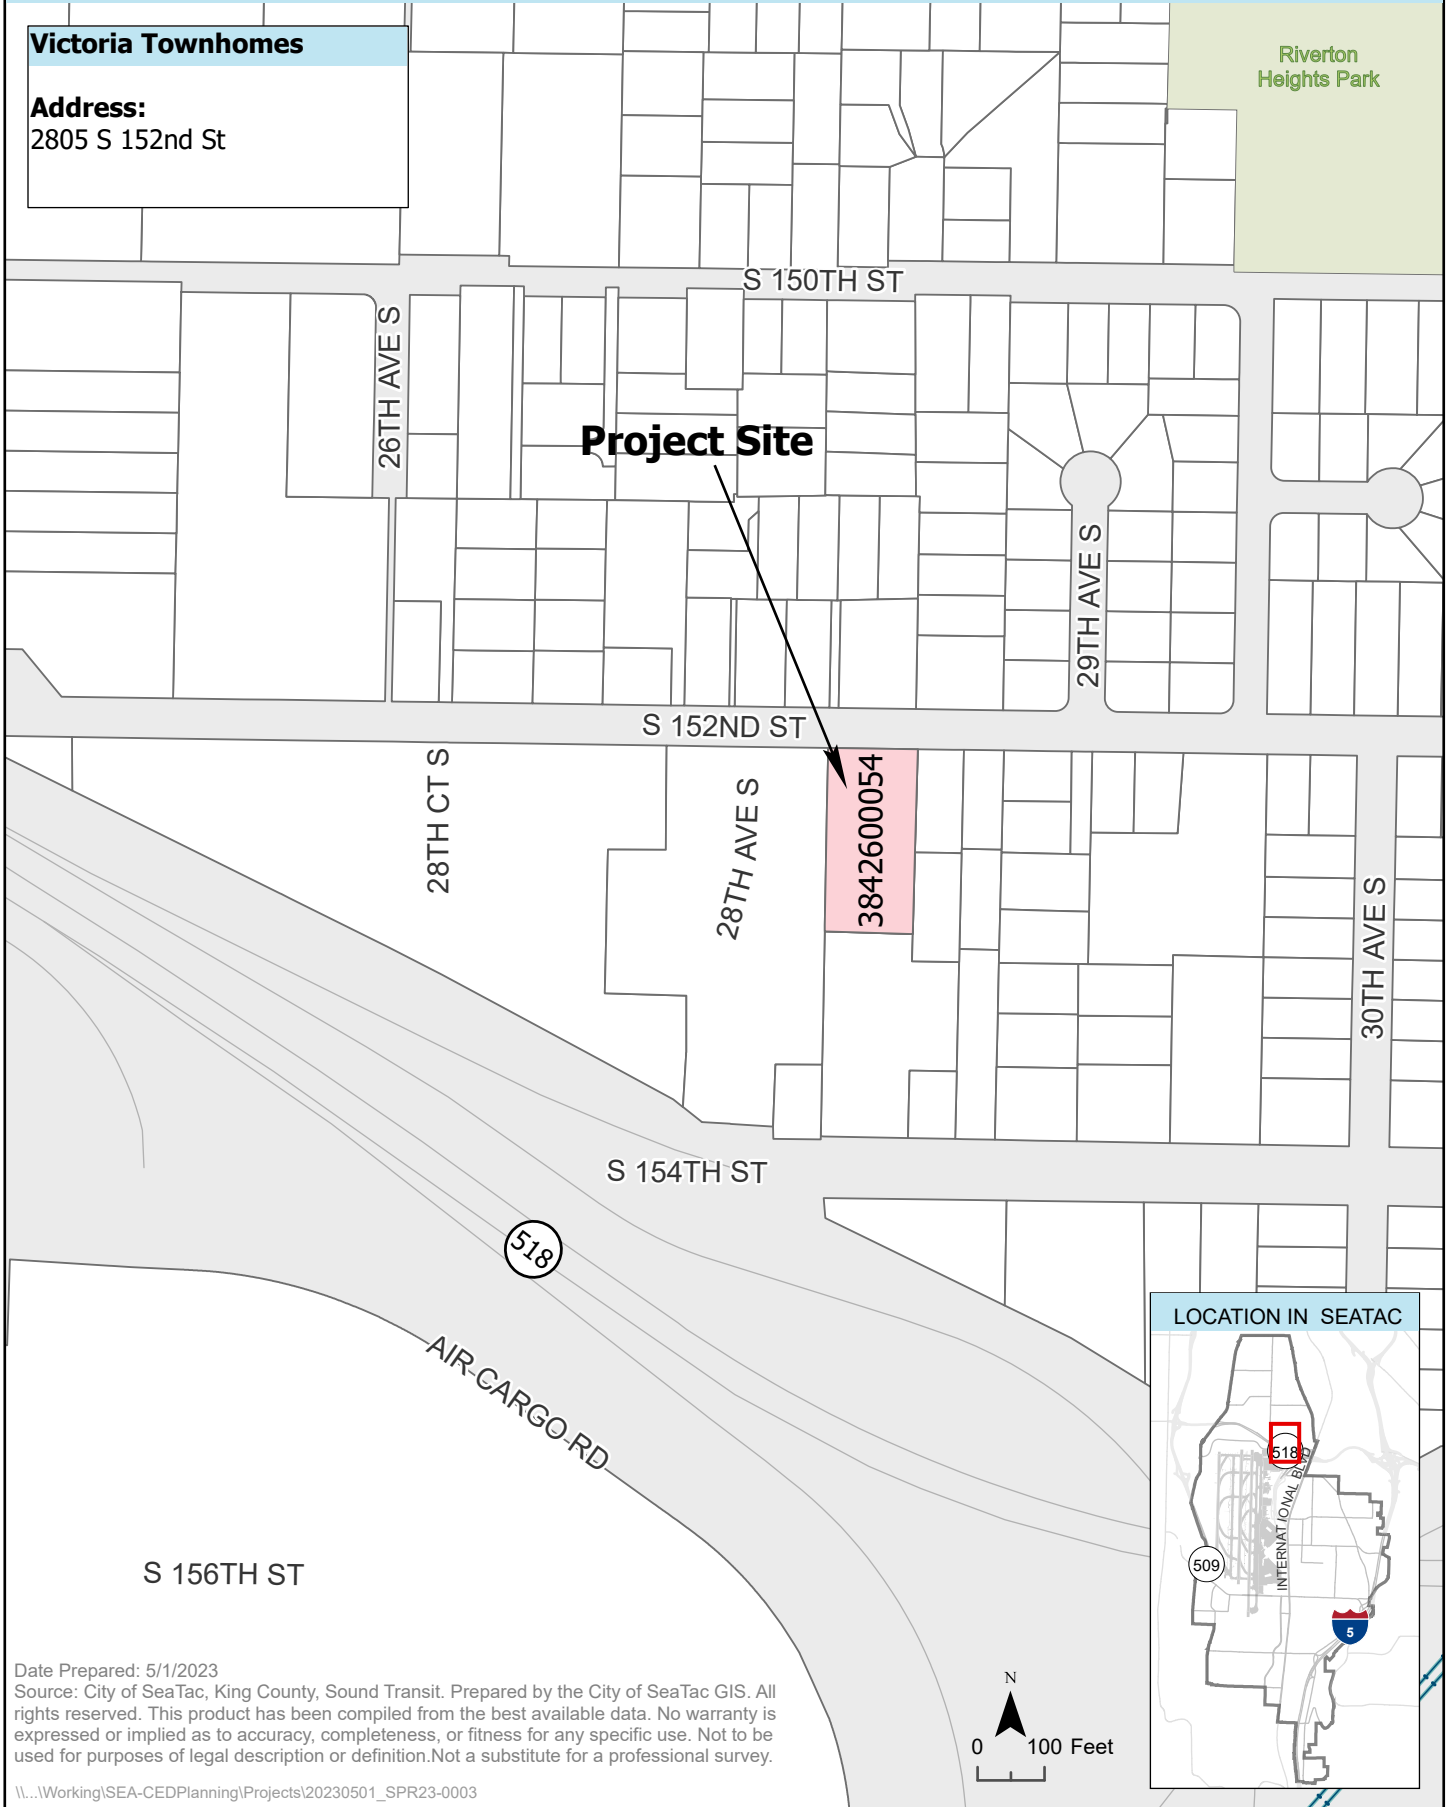 Victoria Townhomes
Address:
2805 S 152nd St
Riverton
Heights Park
S 150TH ST
26TH AVE S
Project Site
29TH AVE S
S 152ND ST
28TH CT S
28TH AVE S
3842600054
30TH AVE S
S 154TH ST
518
AIR CARGO RD
S 156TH ST
LOCATION IN SEATAC
518
INTERNATIONAL BLVD
509
5
Date Prepared: 5/1/2023
Source: City of SeaTac, King County, Sound Transit. Prepared by the City of SeaTac GIS. All
rights reserved. This product has been compiled from the best available data. No warranty is
expressed or implied as to accuracy, completeness, or fitness for any specific use. Not to be
used for purposes of legal description or definition.Not a substitute for a professional survey.
\\...\Working\SEA-CEDPlanning\Projects\20230501_SPR23-0003
N
0 100 Feet